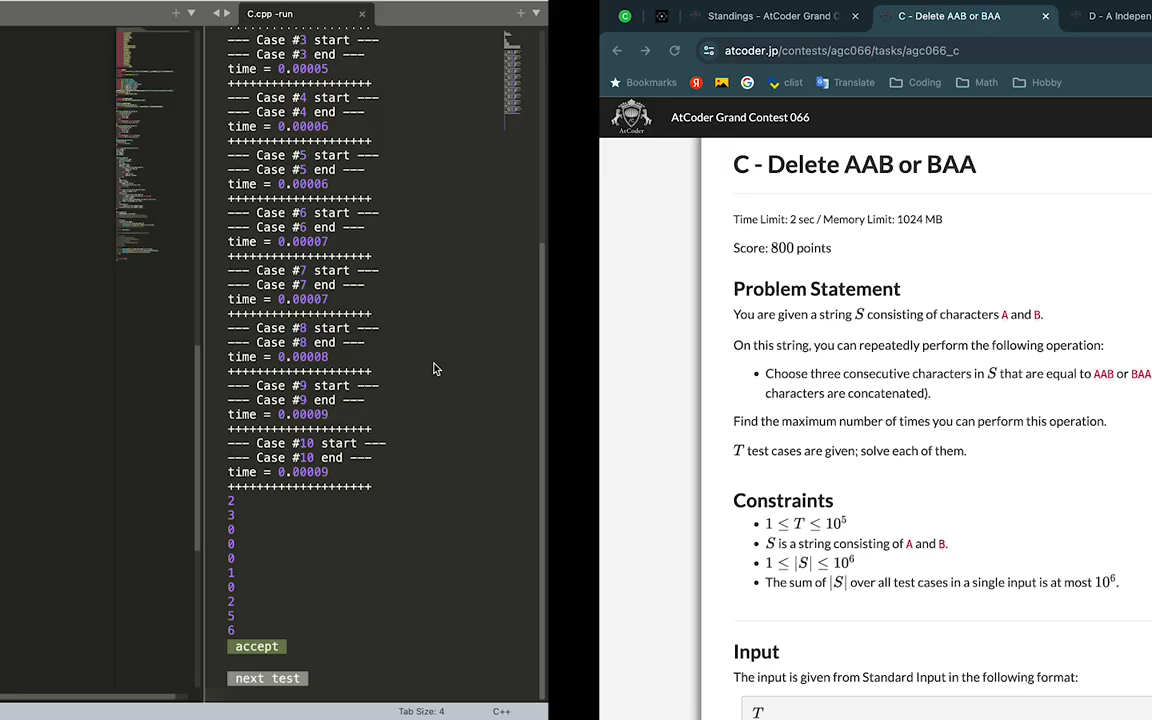 C.cpp -run
--- Case #3 start ---
--- Case #3 end ---
time = 0.00005
++++++++++++++++++++
--- Case #4 start ---
--- Case #4 end ---
time = 0.00006
++++++++++++++++++++
--- Case #5 start ---
--- Case #5 end ---
time = 0.00006
++++++++++++++++++++
--- Case #6 start ---
--- Case #6 end ---
time = 0.00007
++++++++++++++++++++
--- Case #7 start ---
--- Case #7 end ---
time = 0.00007
++++++++++++++++++++
--- Case #8 start ---
--- Case #8 end ---
time = 0.00008
++++++++++++++++++++
--- Case #9 start ---
--- Case #9 end ---
time = 0.00009
++++++++++++++++++++
--- Case #10 start ---
--- Case #10 end ---
time = 0.00009
++++++++++++++++++++
2
3
0
0
0
1
0
2
5
6
accept
next test
Tab Size: 4 C++
Standings - AtCoder Grand C
C - Delete AAB or BAA
D - A Indepen
atcoder.jp/contests/agc066/tasks/agc066_c
Bookmarks Я G clist Translate Coding Math Hobby
AtCoder AtCoder Grand Contest 066
C - Delete AAB or BAA
Time Limit: 2 sec / Memory Limit: 1024 MB
Score: 800 points
Problem Statement
You are given a string S consisting of characters A and B.
On this string, you can repeatedly perform the following operation:
• Choose three consecutive characters in S that are equal to AAB or BAA
characters are concatenated).
Find the maximum number of times you can perform this operation.
T test cases are given; solve each of them.
Constraints
• 1 ≤ T ≤ 10⁵
• S is a string consisting of A and B.
• 1 ≤ |S| ≤ 10⁶
• The sum of |S| over all test cases in a single input is at most 10⁶.
Input
The input is given from Standard Input in the following format:
T